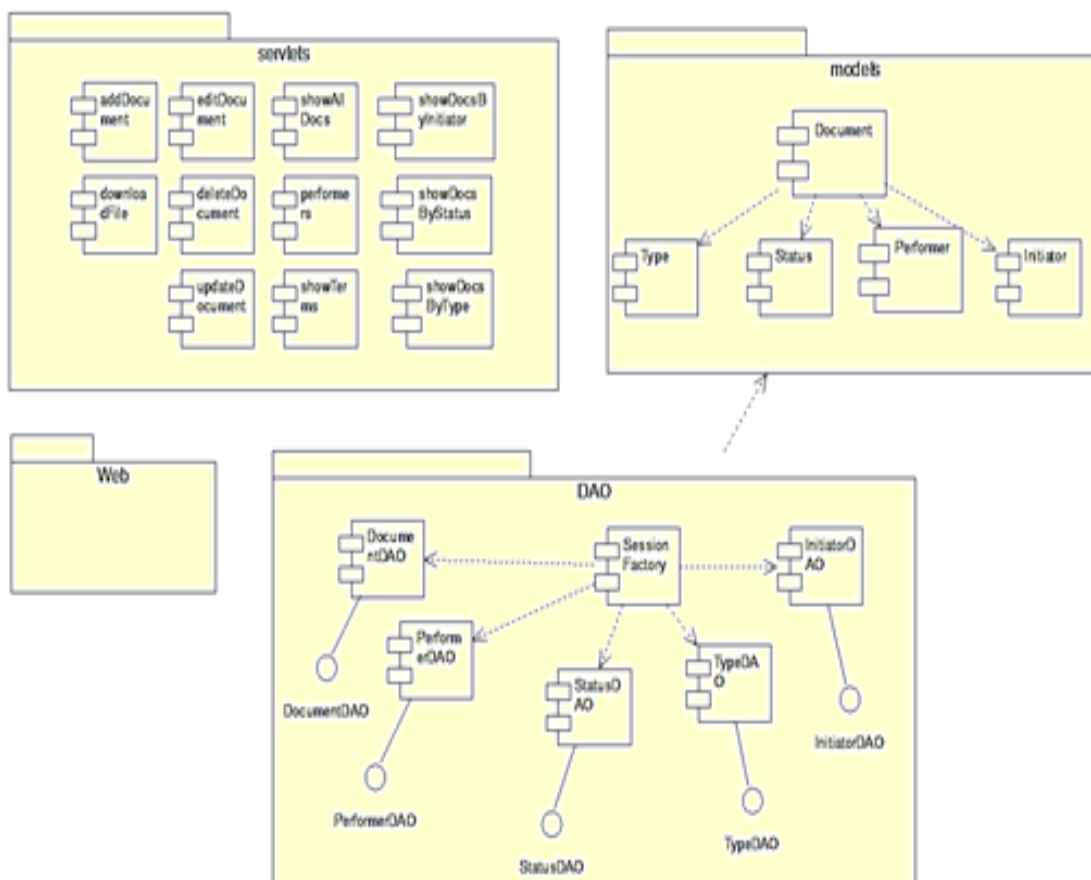 servlets
addDocu
ment
editDocu
ment
showAll
Docs
showDocsB
yInitiator
downloa
dFile
deleteDo
cument
performe
rs
showDocs
ByStatus
updateD
ocument
showTer
ms
showDocs
ByType
models
Document
Type
Status
Performer
Initiator
Web
DAO
Docume
ntDAO
Session
Factory
InitiatorD
AO
Perform
erDAO
StatusD
AO
TypeDA
O
DocumentDAO
InitiatorDAO
PerformerDAO
StatusDAO
TypeDAO